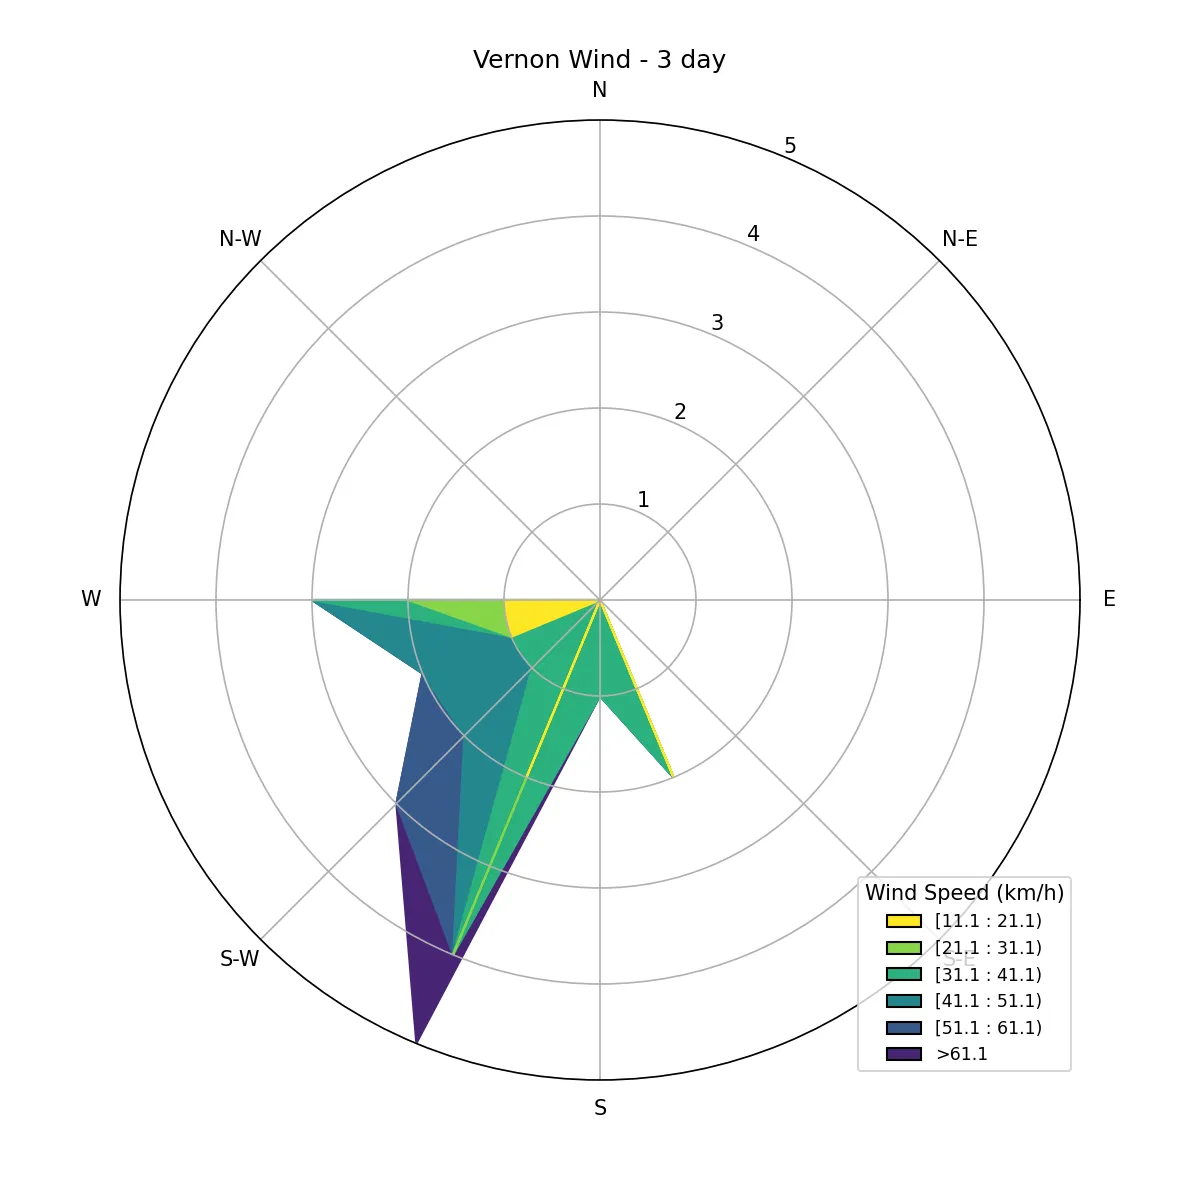 Vernon Wind - 3 day
N
5
N-W
N-E
4
3
2
1
W
E
Wind Speed (km/h)
[11.1 : 21.1)
[21.1 : 31.1)
S-W
S-E
[31.1 : 41.1)
[41.1 : 51.1)
[51.1 : 61.1)
>61.1
S